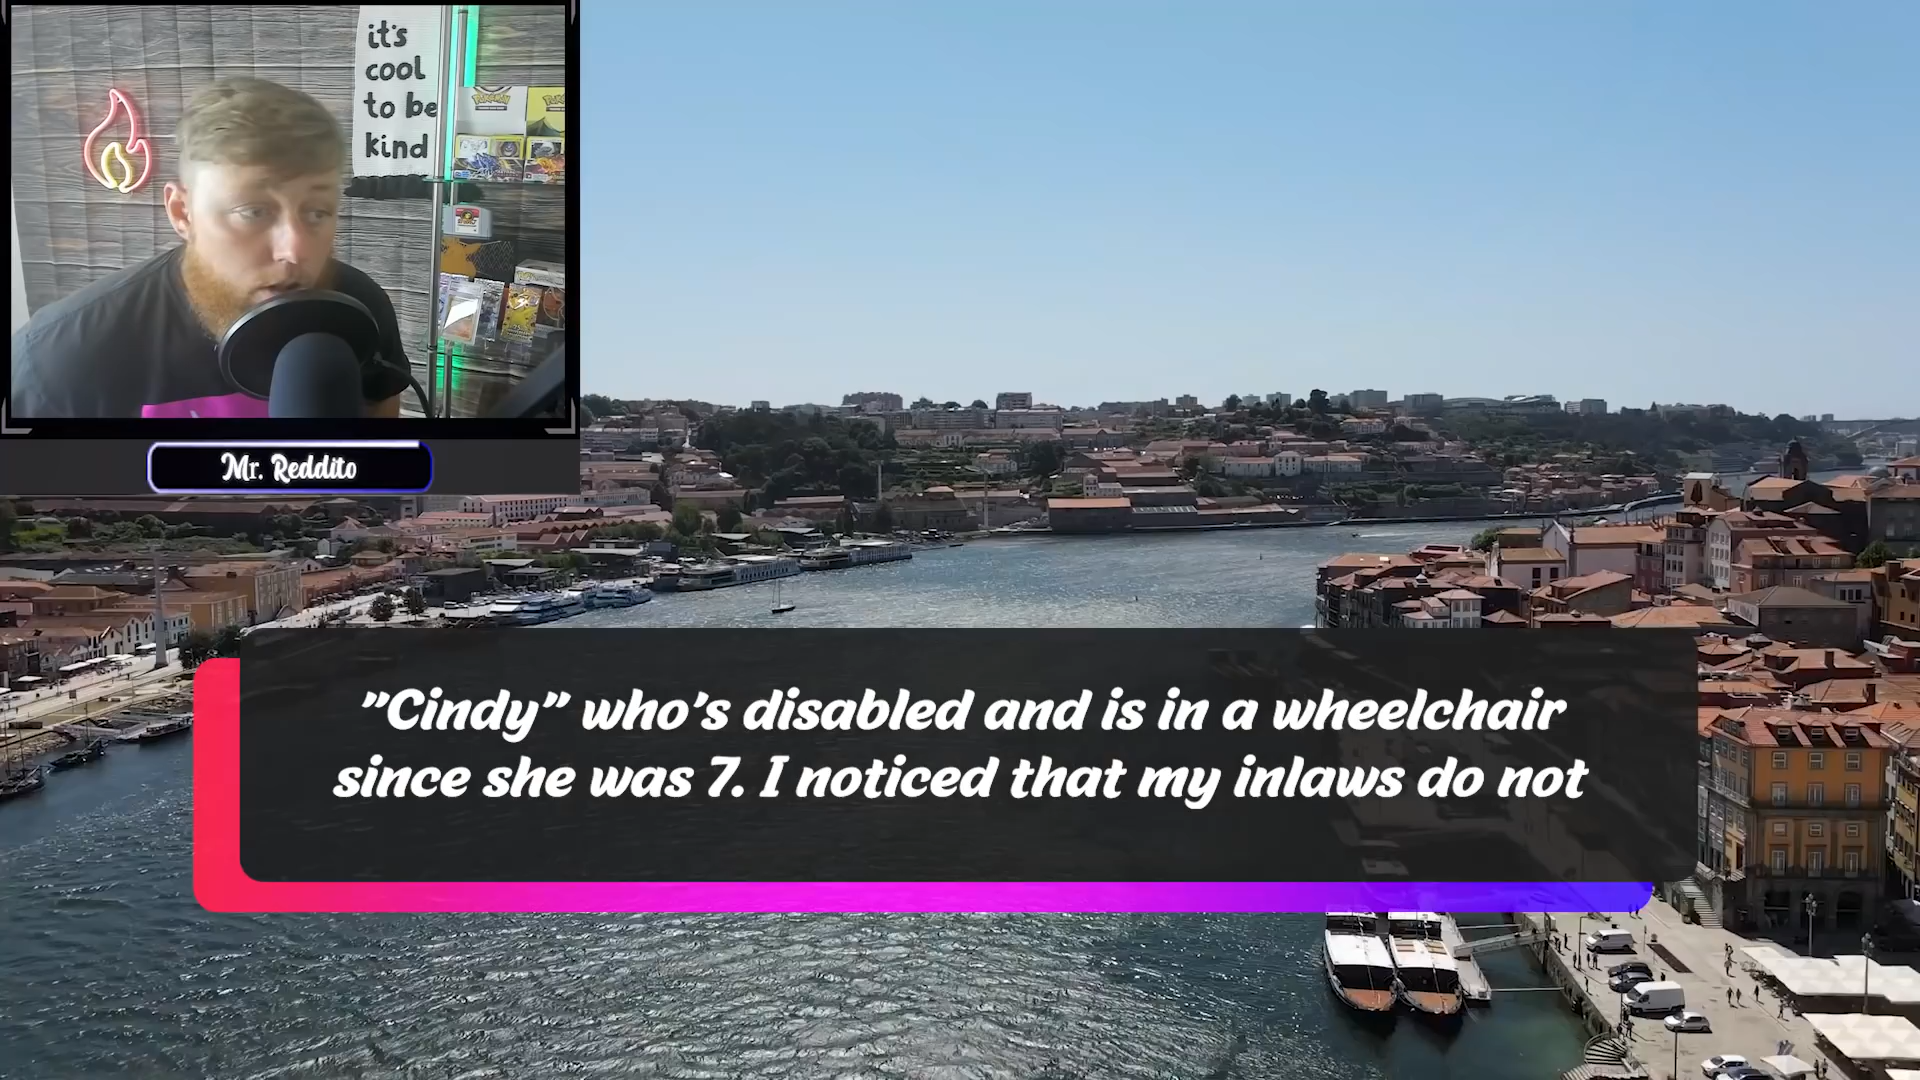 it's
cool
to be
kind
POKéMON
Mr. Reddito
"Cindy" who's disabled and is in a wheelchair
since she was 7. I noticed that my inlaws do not